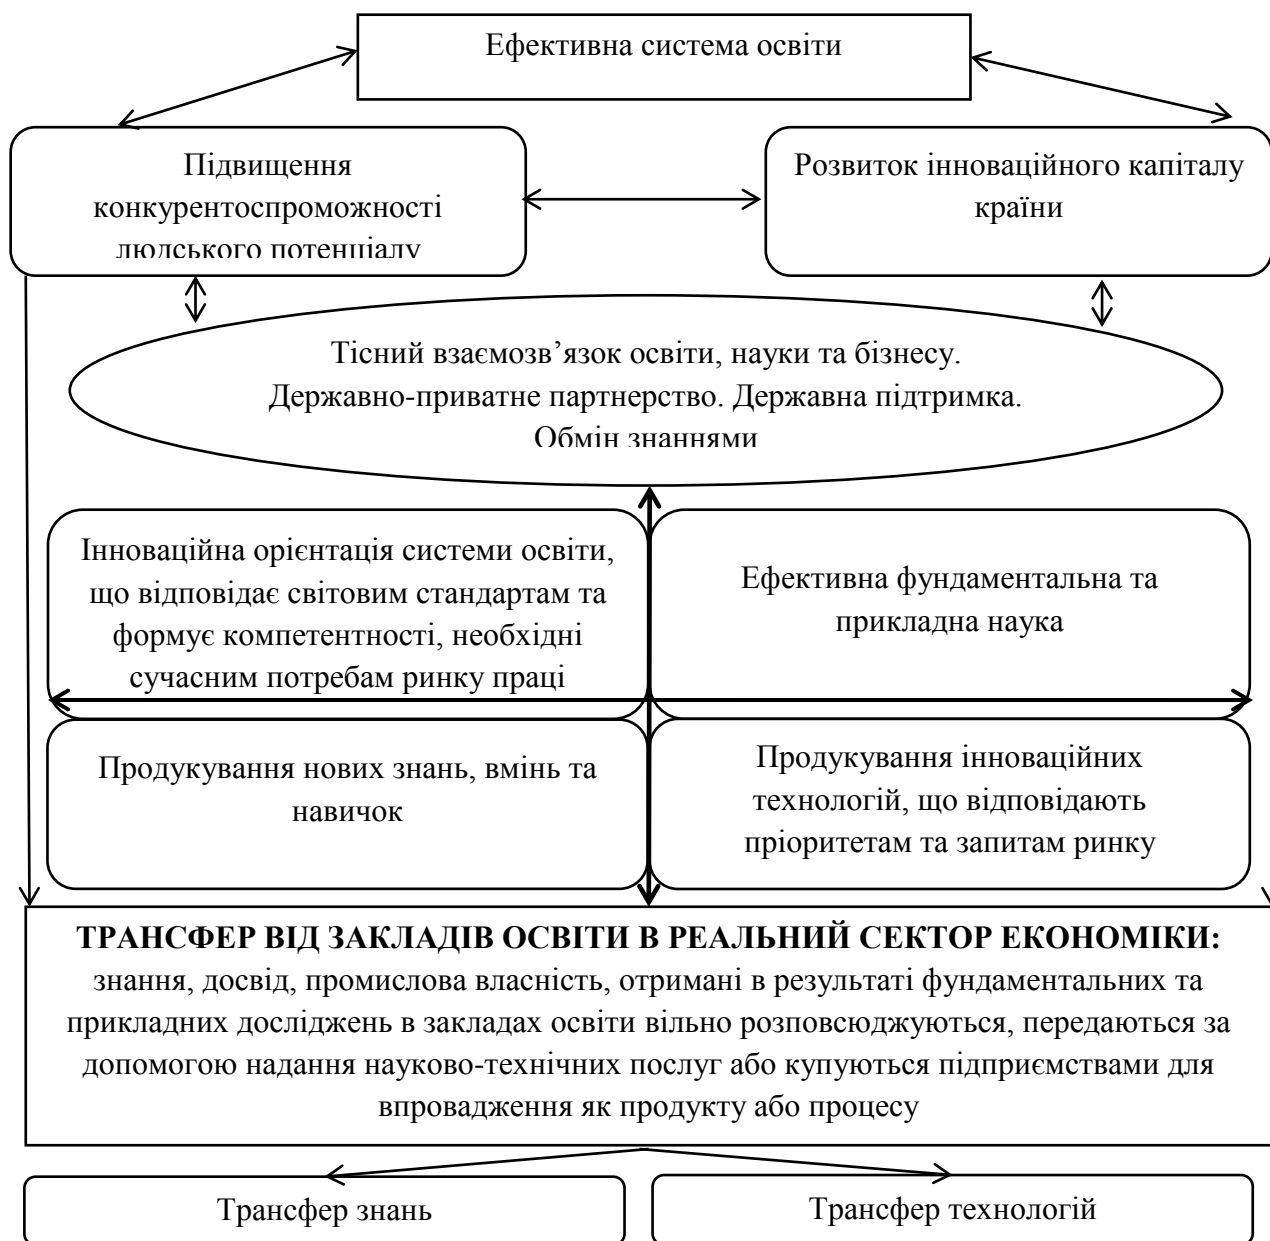 Ефективна система освіти
Підвищення
конкурентоспроможності
людського потенціалу
Розвиток інноваційного капіталу
країни
Тісний взаємозв’язок освіти, науки та бізнесу.
Державно-приватне партнерство. Державна підтримка.
Обмін знаннями
Інноваційна орієнтація системи освіти,
що відповідає світовим стандартам та
формує компетентності, необхідні
сучасним потребам ринку праці
Ефективна фундаментальна та
прикладна наука
Продукування нових знань, вмінь та
навичок
Продукування інноваційних
технологій, що відповідають
пріоритетам та запитам ринку
ТРАНСФЕР ВІД ЗАКЛАДІВ ОСВІТИ В РЕАЛЬНИЙ СЕКТОР ЕКОНОМІКИ:
знання, досвід, промислова власність, отримані в результаті фундаментальних та
прикладних досліджень в закладах освіти вільно розповсюджуються, передаються за
допомогою надання науково-технічних послуг або купуються підприємствами для
впровадження як продукту або процесу
Трансфер знань
Трансфер технологій